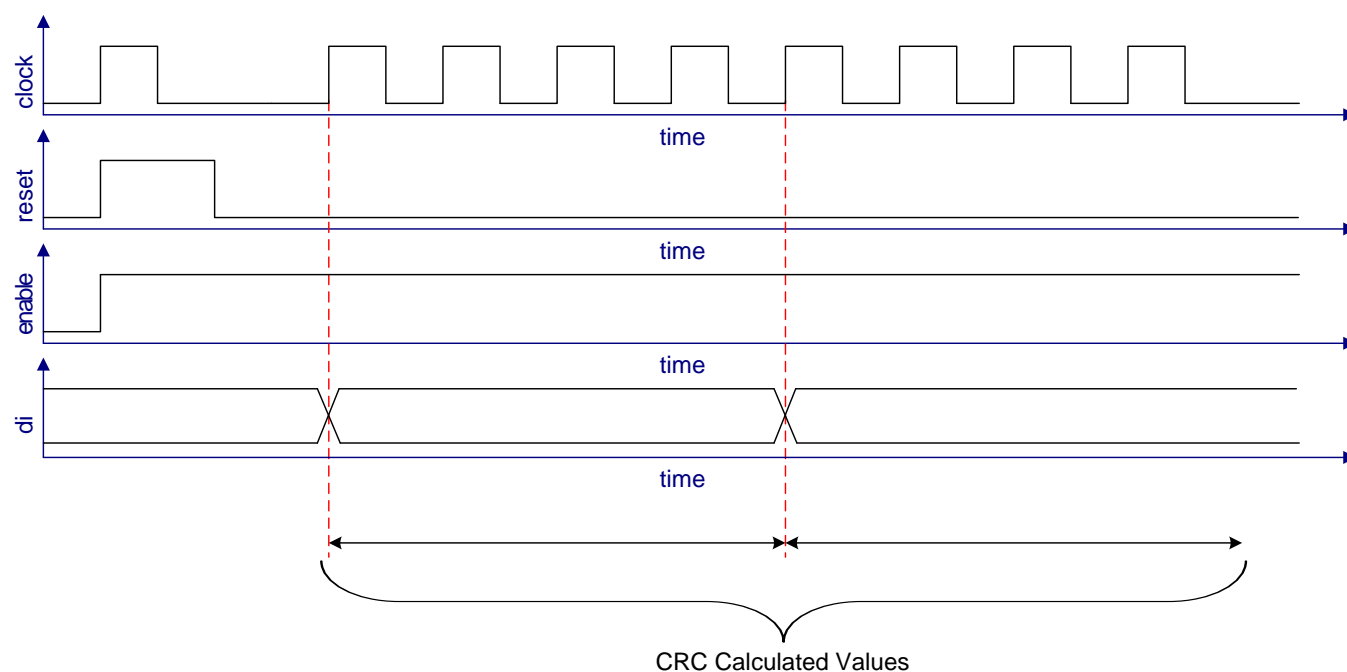 clock
time
reset
time
enable
time
di
time
CRC Calculated Values